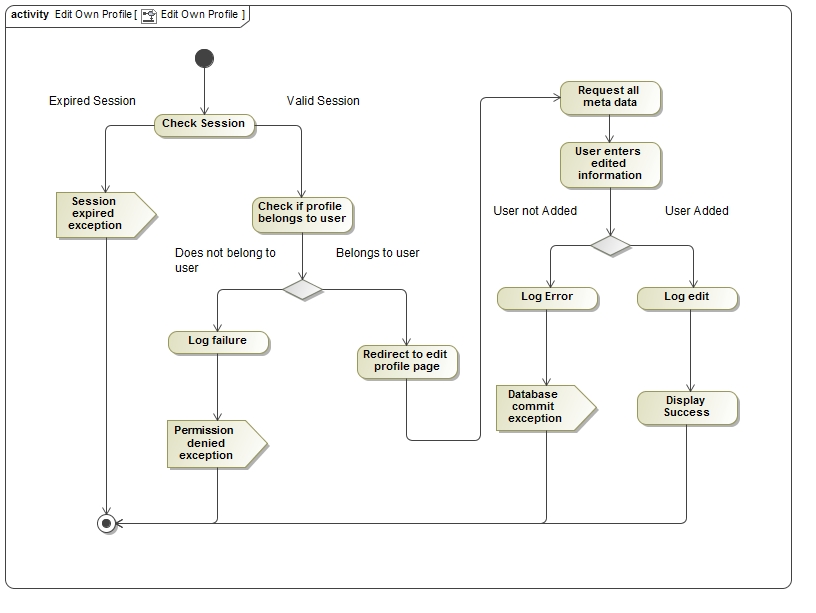 activity Edit Own Profile [ Edit Own Profile ]
Expired Session
Valid Session
Check Session
Session
expired
exception
Check if profile
belongs to user
Does not belong to
user
Belongs to user
Log failure
Redirect to edit
profile page
Permission
denied
exception
Request all
meta data
User enters
edited
information
User not Added
User Added
Log Error
Log edit
Database
commit
exception
Display
Success